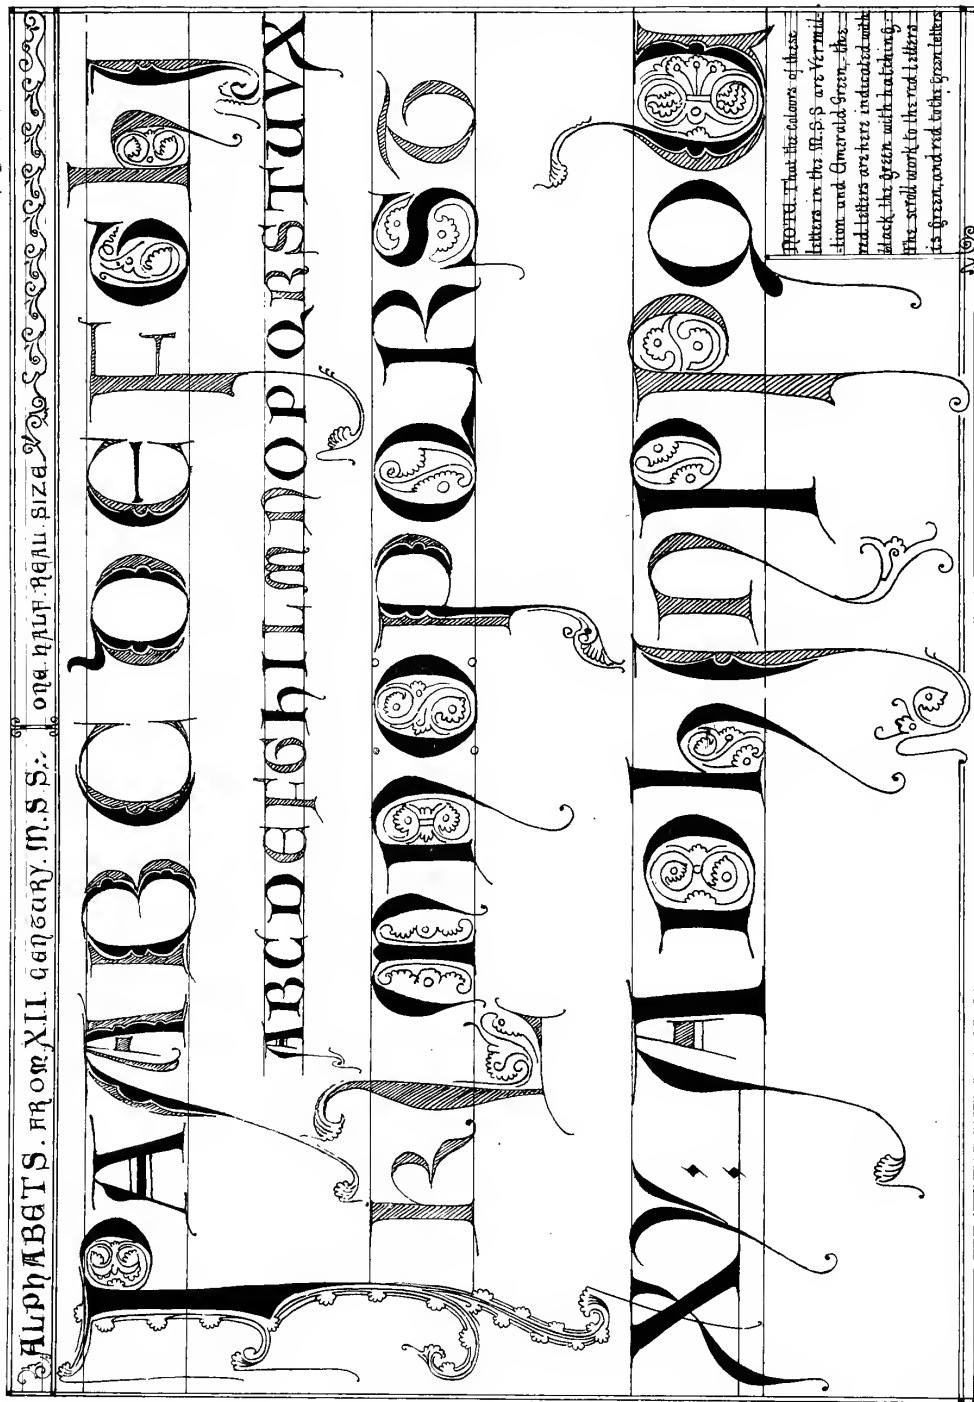 ALPHABETS. FROM XII. CENTURY. M.S.S:. ONE HALF. REAL. SIZE
P A A B C O E F G h I
A B C D E F G h I L M N O P Q R S T U V X
R L M N O P Q R S T
X : A D h I N P P Q Q
NOTE. That the colours of these
letters in the M.S.S are Vermil-
-lion and Emerald Green, the
red letters are here indicated with
black the green with hatching.
The scroll work to the red letters
is green, and red to the green letters